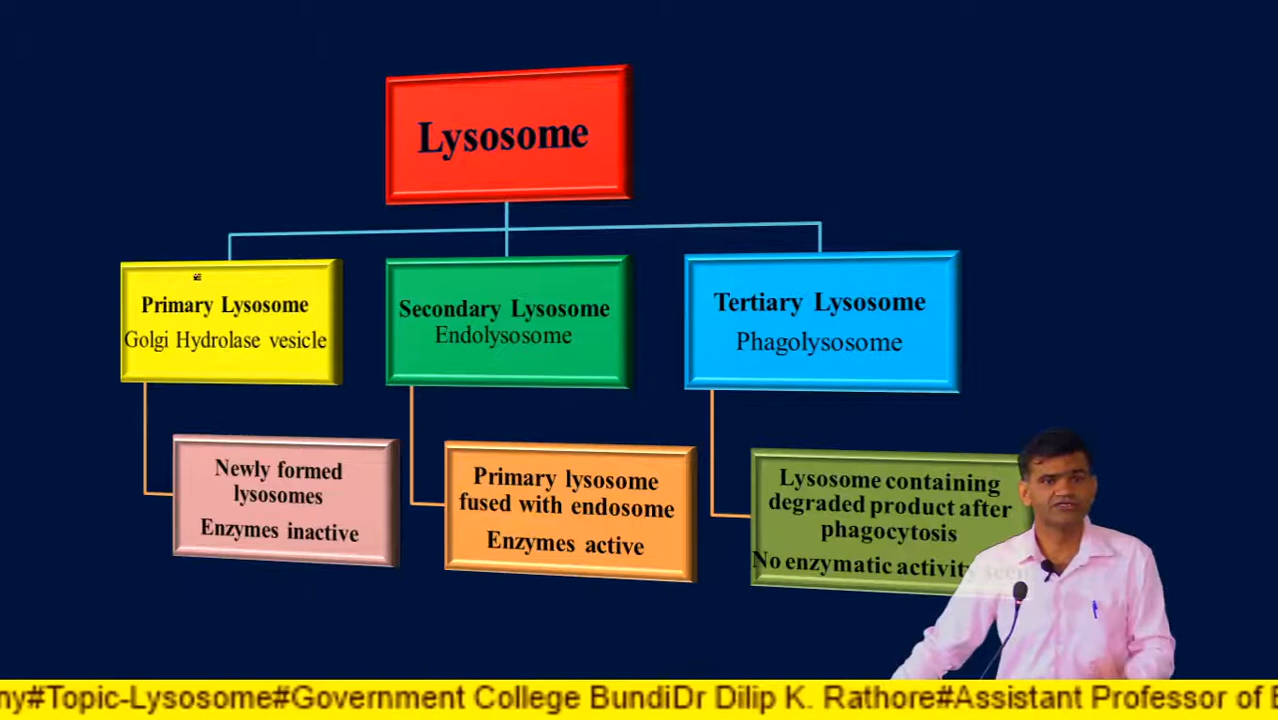 Lysosome
Primary Lysosome
Golgi Hydrolase vesicle
Secondary Lysosome
Endolysosome
Tertiary Lysosome
Phagolysosome
Newly formed
lysosomes
Enzymes inactive
Primary lysosome
fused with endosome
Enzymes active
Lysosome containing
degraded product after
phagocytosis
No enzymatic activity seen
ny#Topic-Lysosome#Government College BundiDr Dilip K. Rathore#Assistant Professor of